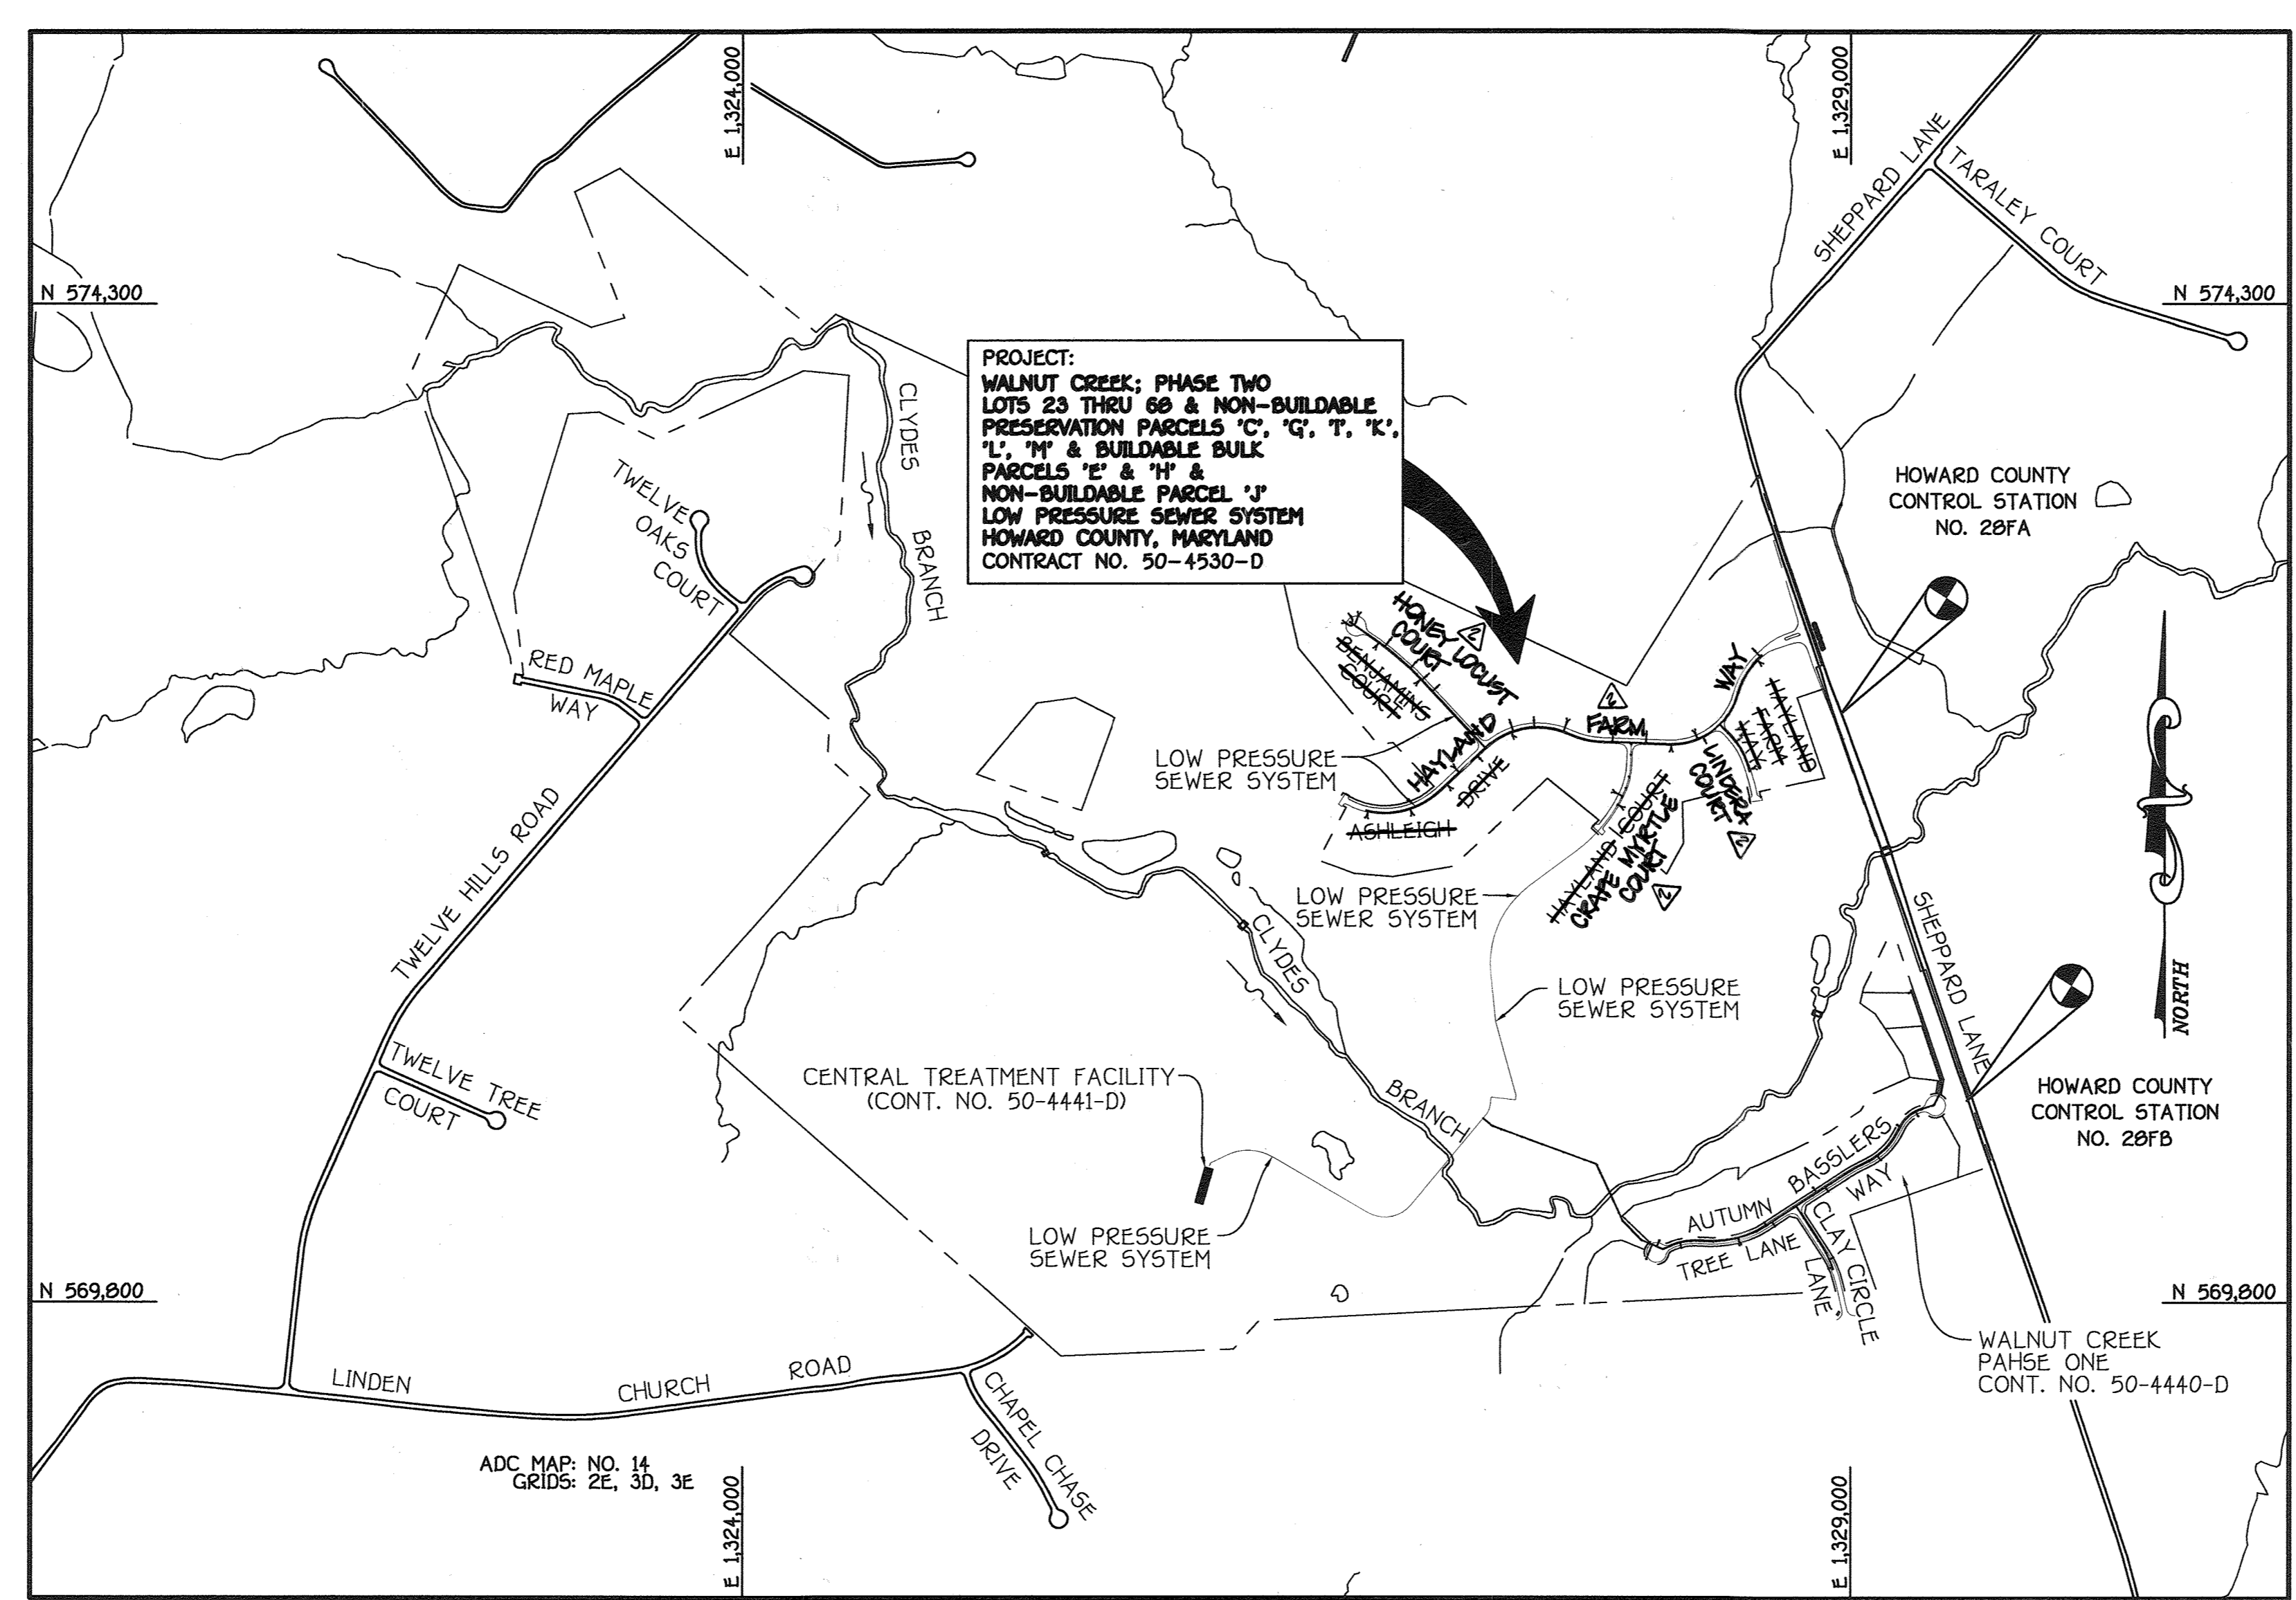 E 1,324,000
E 1,329,000
SHEPPARD LANE
TARALEY COURT
N 574,300
N 574,300
PROJECT:
WALNUT CREEK; PHASE TWO
LOTS 23 THRU 68 & NON-BUILDABLE
PRESERVATION PARCELS 'C', 'G', 'I', 'K',
'L', 'M' & BUILDABLE BULK
PARCELS 'E' & 'H' &
NON-BUILDABLE PARCEL 'J'
LOW PRESSURE SEWER SYSTEM
HOWARD COUNTY, MARYLAND
CONTRACT NO. 50-4530-D
CLYDES
BRANCH
HOWARD COUNTY
CONTROL STATION
NO. 28FA
TWELVE
OAKS
COURT
RED MAPLE
WAY
HONEY LOCUST
COURT
2
BENJAMINS
COURT
HAYLAND
FARM
2
WAY
HAYLAND
FARM
WAY
LINDERA
COURT
2
DRIVE
ASHLEIGH
HAYLAND COURT
CRAPE MYRTLE
COURT
2
LOW PRESSURE
SEWER SYSTEM
LOW PRESSURE
SEWER SYSTEM
LOW PRESSURE
SEWER SYSTEM
TWELVE HILLS ROAD
CLYDES
BRANCH
SHEPPARD LANE
NORTH
TWELVE TREE
COURT
CENTRAL TREATMENT FACILITY
(CONT. NO. 50-4441-D)
HOWARD COUNTY
CONTROL STATION
NO. 28FB
LOW PRESSURE
SEWER SYSTEM
AUTUMN
TREE LANE
BASSLERS
WAY
CLAY CIRCLE
LANE
N 569,800
N 569,800
WALNUT CREEK
PAHSE ONE
CONT. NO. 50-4440-D
LINDEN
CHURCH
ROAD
CHAPEL CHASE
DRIVE
ADC MAP: NO. 14
GRIDS: 2E, 3D, 3E
E 1,324,000
E 1,329,000